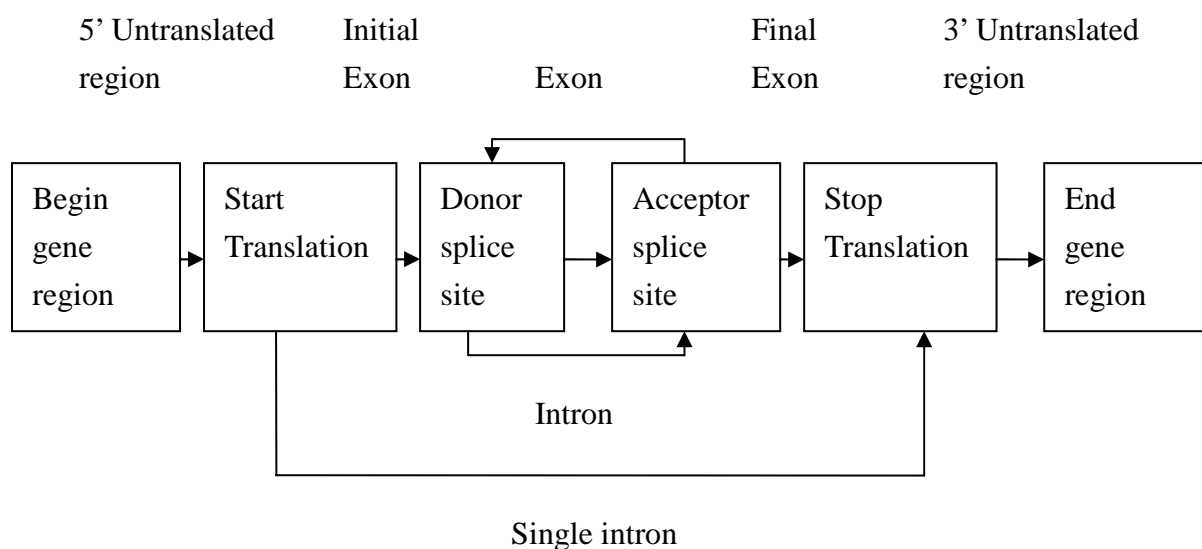 5’ Untranslated
region
Initial
Exon
Exon
Final
Exon
3’ Untranslated
region
Begin
gene
region
Start
Translation
Donor
splice
site
Acceptor
splice
site
Stop
Translation
End
gene
region
Intron
Single intron